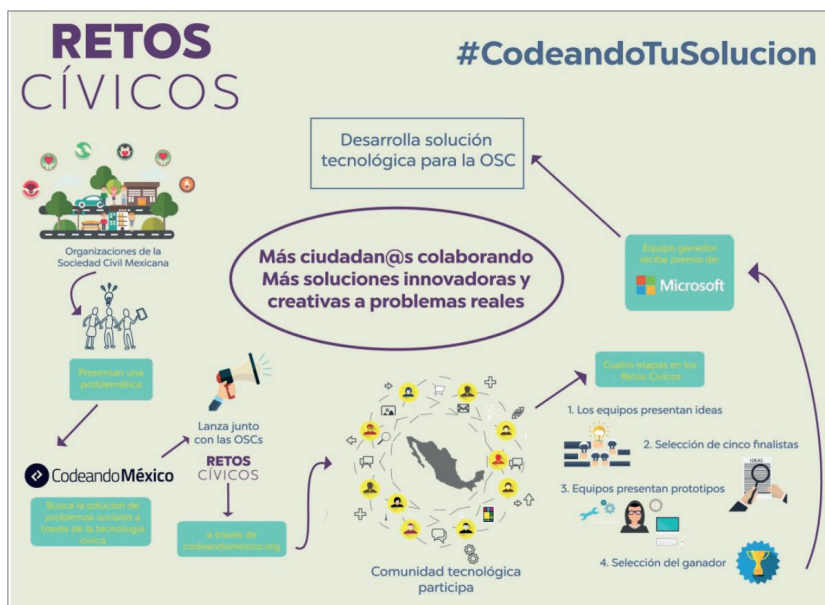 RETOS
CÍVICOS
#CodeandoTuSolucion
Organizaciones de la
Sociedad Civil Mexicana
Presentan una
problemática
CodeandoMéxico
Busca la solución de
problemas sociales a
través de la tecnología
cívica
Lanza junto
con las OSCs
RETOS
CÍVICOS
a través de
codeandomexico.org
Más ciudadan@s colaborando
Más soluciones innovadoras y
creativas a problemas reales
Comunidad tecnológica
participa
Cuatro etapas en los
Retos Cívicos
1. Los equipos presentan ideas
2. Selección de cinco finalistas
IDEAS
3. Equipos presentan prototipos
4. Selección del ganador
Equipo ganador
recibe premio de:
Microsoft
Desarrolla solución
tecnológica para la OSC